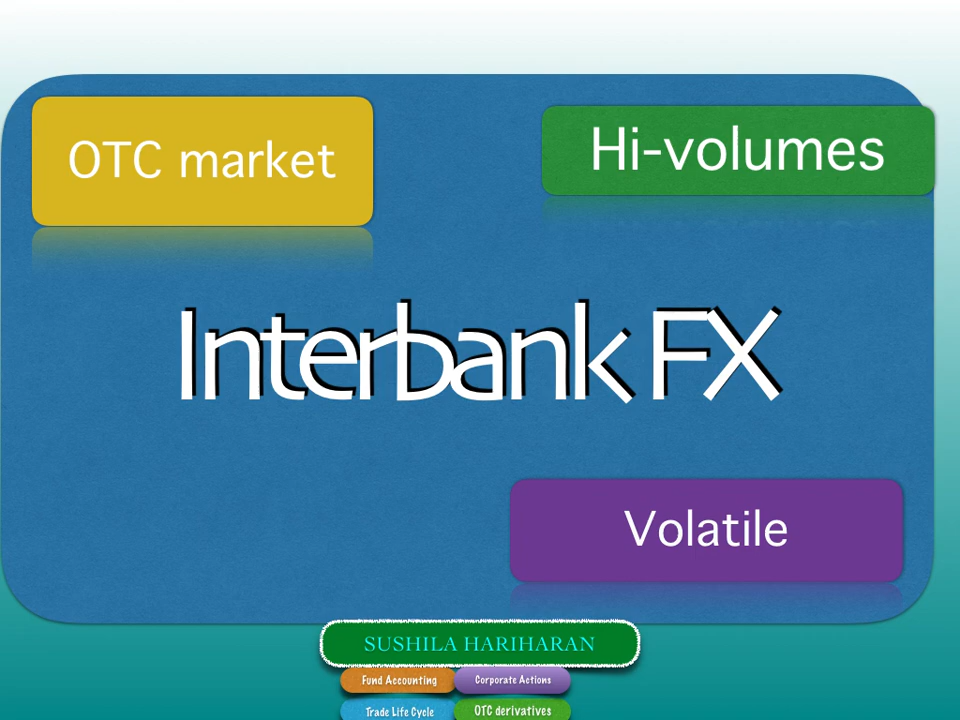 OTC market
Hi-volumes
Interbank FX
Volatile
SUSHILA HARIHARAN
Fund Accounting
Corporate Actions
Trade Life Cycle
OTC derivatives